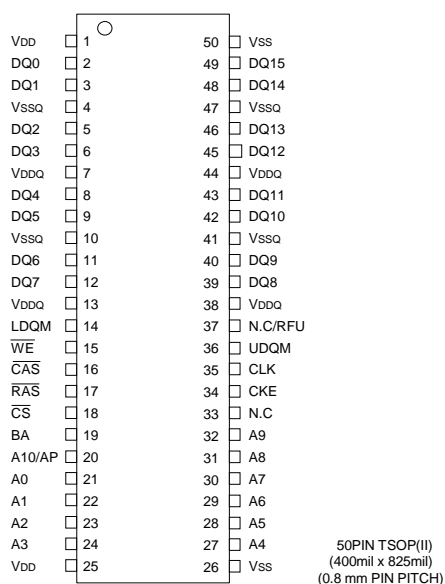 VDD 1 50 VSS
DQ0 2 49 DQ15
DQ1 3 48 DQ14
VSSQ 4 47 VSSQ
DQ2 5 46 DQ13
DQ3 6 45 DQ12
VDDQ 7 44 VDDQ
DQ4 8 43 DQ11
DQ5 9 42 DQ10
VSSQ 10 41 VSSQ
DQ6 11 40 DQ9
DQ7 12 39 DQ8
VDDQ 13 38 VDDQ
LDQM 14 37 N.C/RFU
W̅E̅ 15 36 UDQM
C̅A̅S̅ 16 35 CLK
R̅A̅S̅ 17 34 CKE
C̅S̅ 18 33 N.C
BA 19 32 A9
A10/AP 20 31 A8
A0 21 30 A7
A1 22 29 A6
A2 23 28 A5
A3 24 27 A4
VDD 25 26 VSS
50PIN TSOP(II)
(400mil x 825mil)
(0.8 mm PIN PITCH)